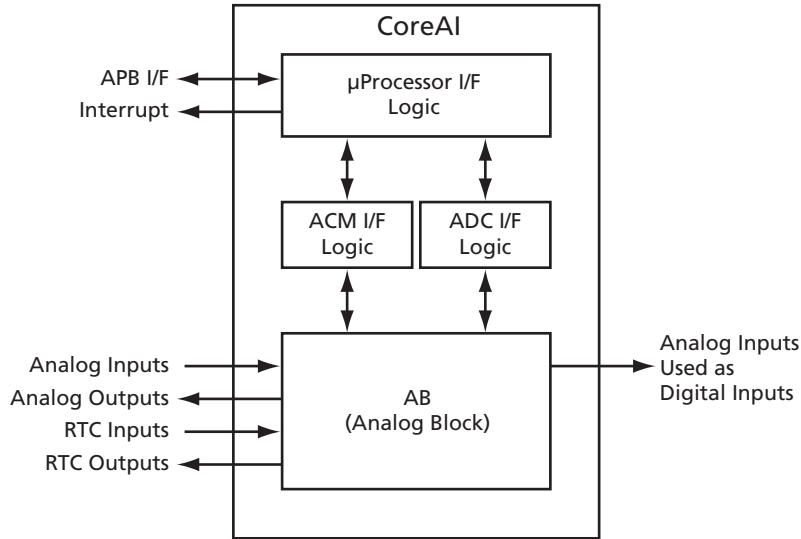 CoreAI
APB I/F
Interrupt
µProcessor I/F
Logic
ACM I/F
Logic
ADC I/F
Logic
Analog Inputs
Analog Outputs
RTC Inputs
RTC Outputs
AB
(Analog Block)
Analog Inputs
Used as
Digital Inputs